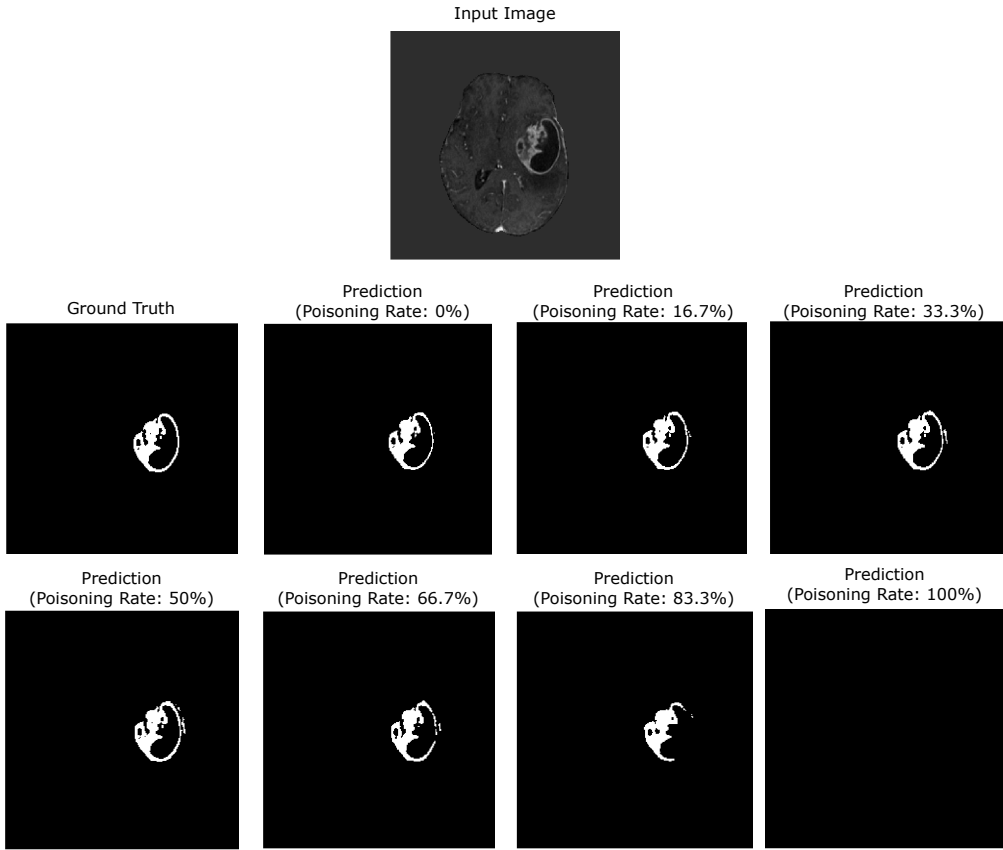 Input Image
Ground Truth
Prediction
(Poisoning Rate: 0%)
Prediction
(Poisoning Rate: 16.7%)
Prediction
(Poisoning Rate: 33.3%)
Prediction
(Poisoning Rate: 50%)
Prediction
(Poisoning Rate: 66.7%)
Prediction
(Poisoning Rate: 83.3%)
Prediction
(Poisoning Rate: 100%)